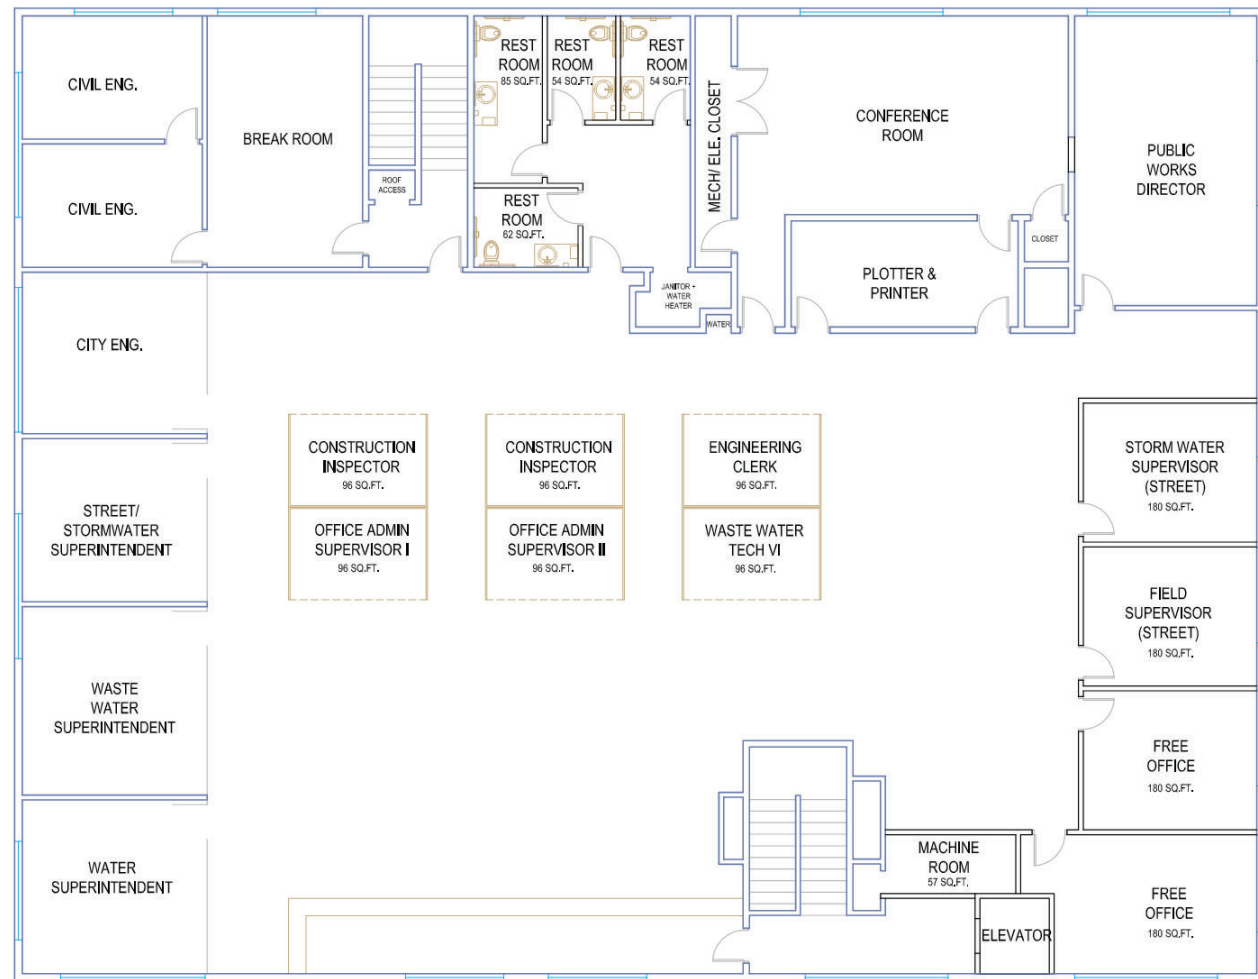 CIVIL ENG.
CIVIL ENG.
BREAK ROOM
ROOF
ACCESS
REST
ROOM
85 SQ.FT.
REST
ROOM
54 SQ.FT.
REST
ROOM
54 SQ.FT.
REST
ROOM
62 SQ.FT.
MECH/ ELE. CLOSET
CONFERENCE
ROOM
PUBLIC
WORKS
DIRECTOR
CLOSET
PLOTTER &
PRINTER
JANITOR +
WATER
HEATER
WATER
CITY ENG.
STREET/
STORMWATER
SUPERINTENDENT
WASTE
WATER
SUPERINTENDENT
WATER
SUPERINTENDENT
CONSTRUCTION
INSPECTOR
96 SQ.FT.
OFFICE ADMIN
SUPERVISOR I
96 SQ.FT.
CONSTRUCTION
INSPECTOR
96 SQ.FT.
OFFICE ADMIN
SUPERVISOR II
96 SQ.FT.
ENGINEERING
CLERK
96 SQ.FT.
WASTE WATER
TECH VI
96 SQ.FT.
STORM WATER
SUPERVISOR
(STREET)
180 SQ.FT.
FIELD
SUPERVISOR
(STREET)
180 SQ.FT.
FREE
OFFICE
180 SQ.FT.
MACHINE
ROOM
57 SQ.FT.
ELEVATOR
FREE
OFFICE
180 SQ.FT.